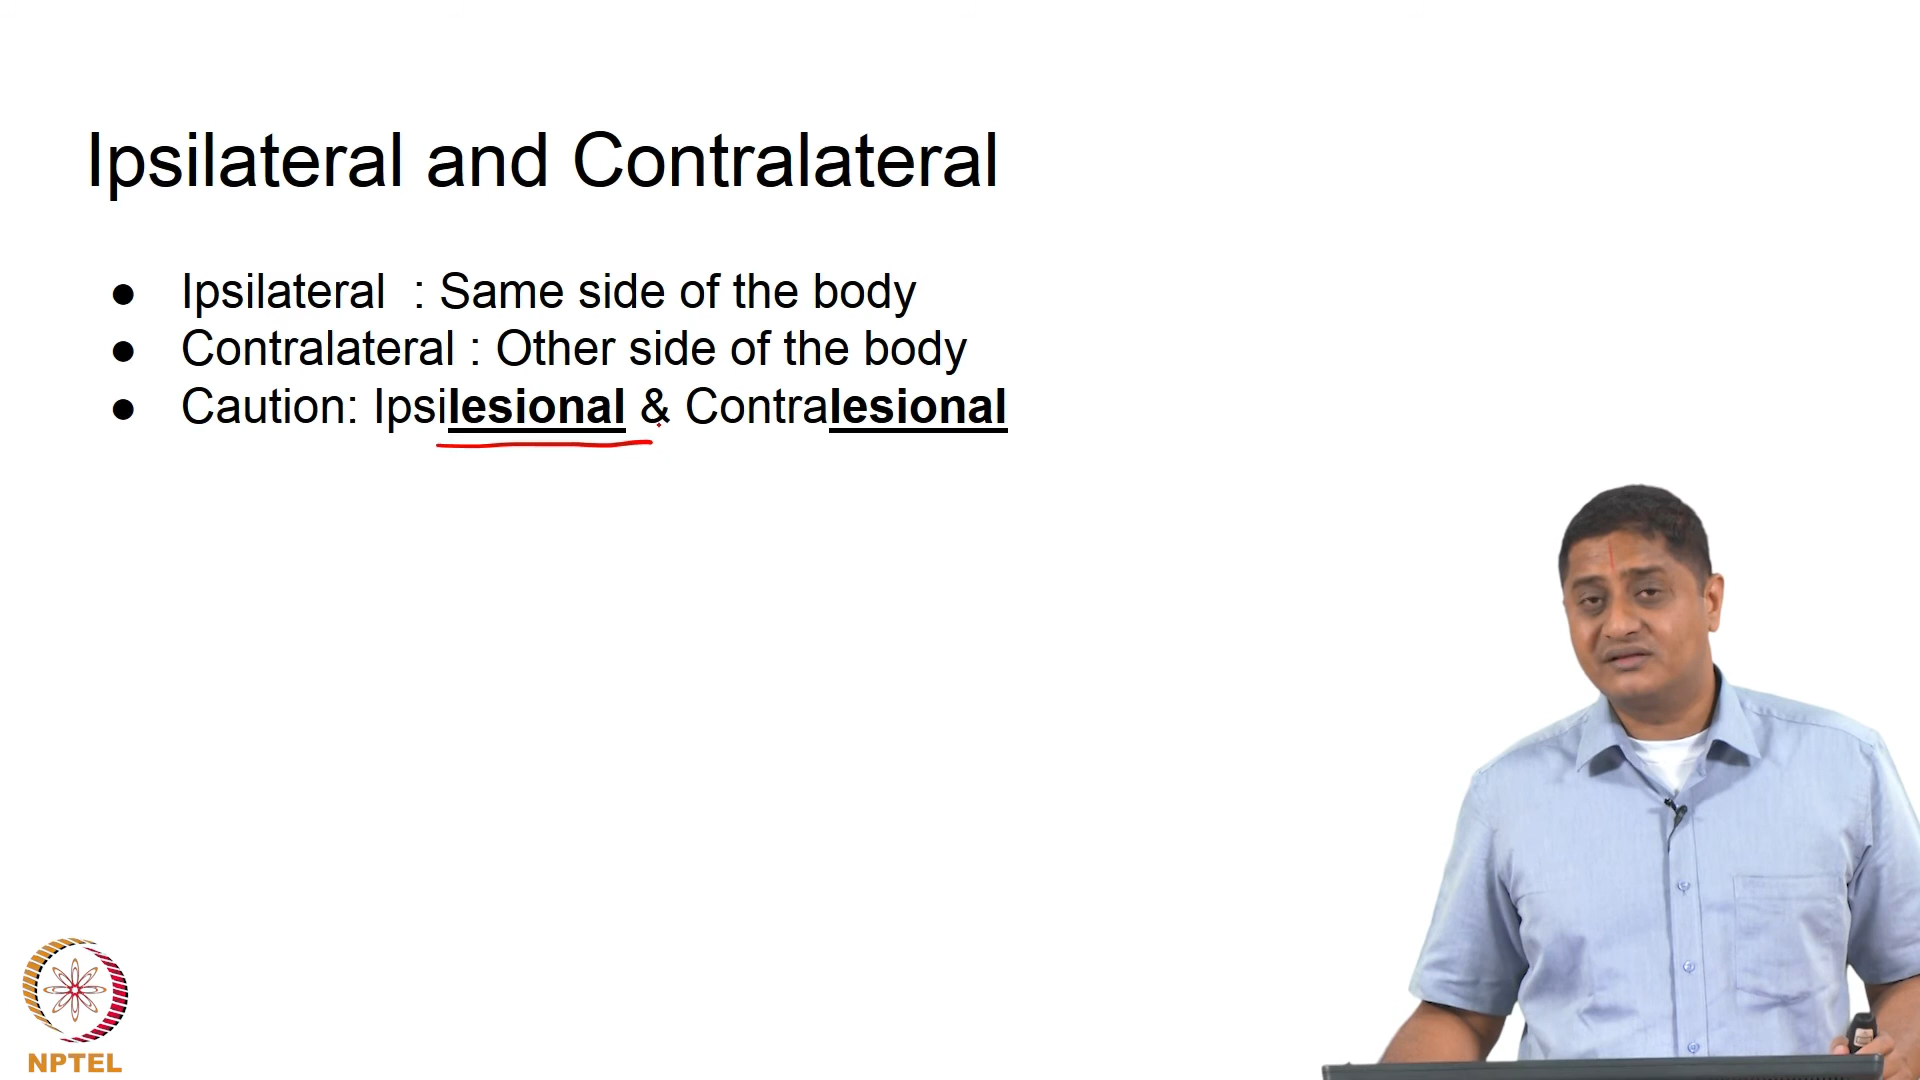 Ipsilateral and Contralateral
● Ipsilateral : Same side of the body
● Contralateral : Other side of the body
● Caution: Ipsilesional & Contralesional
NPTEL